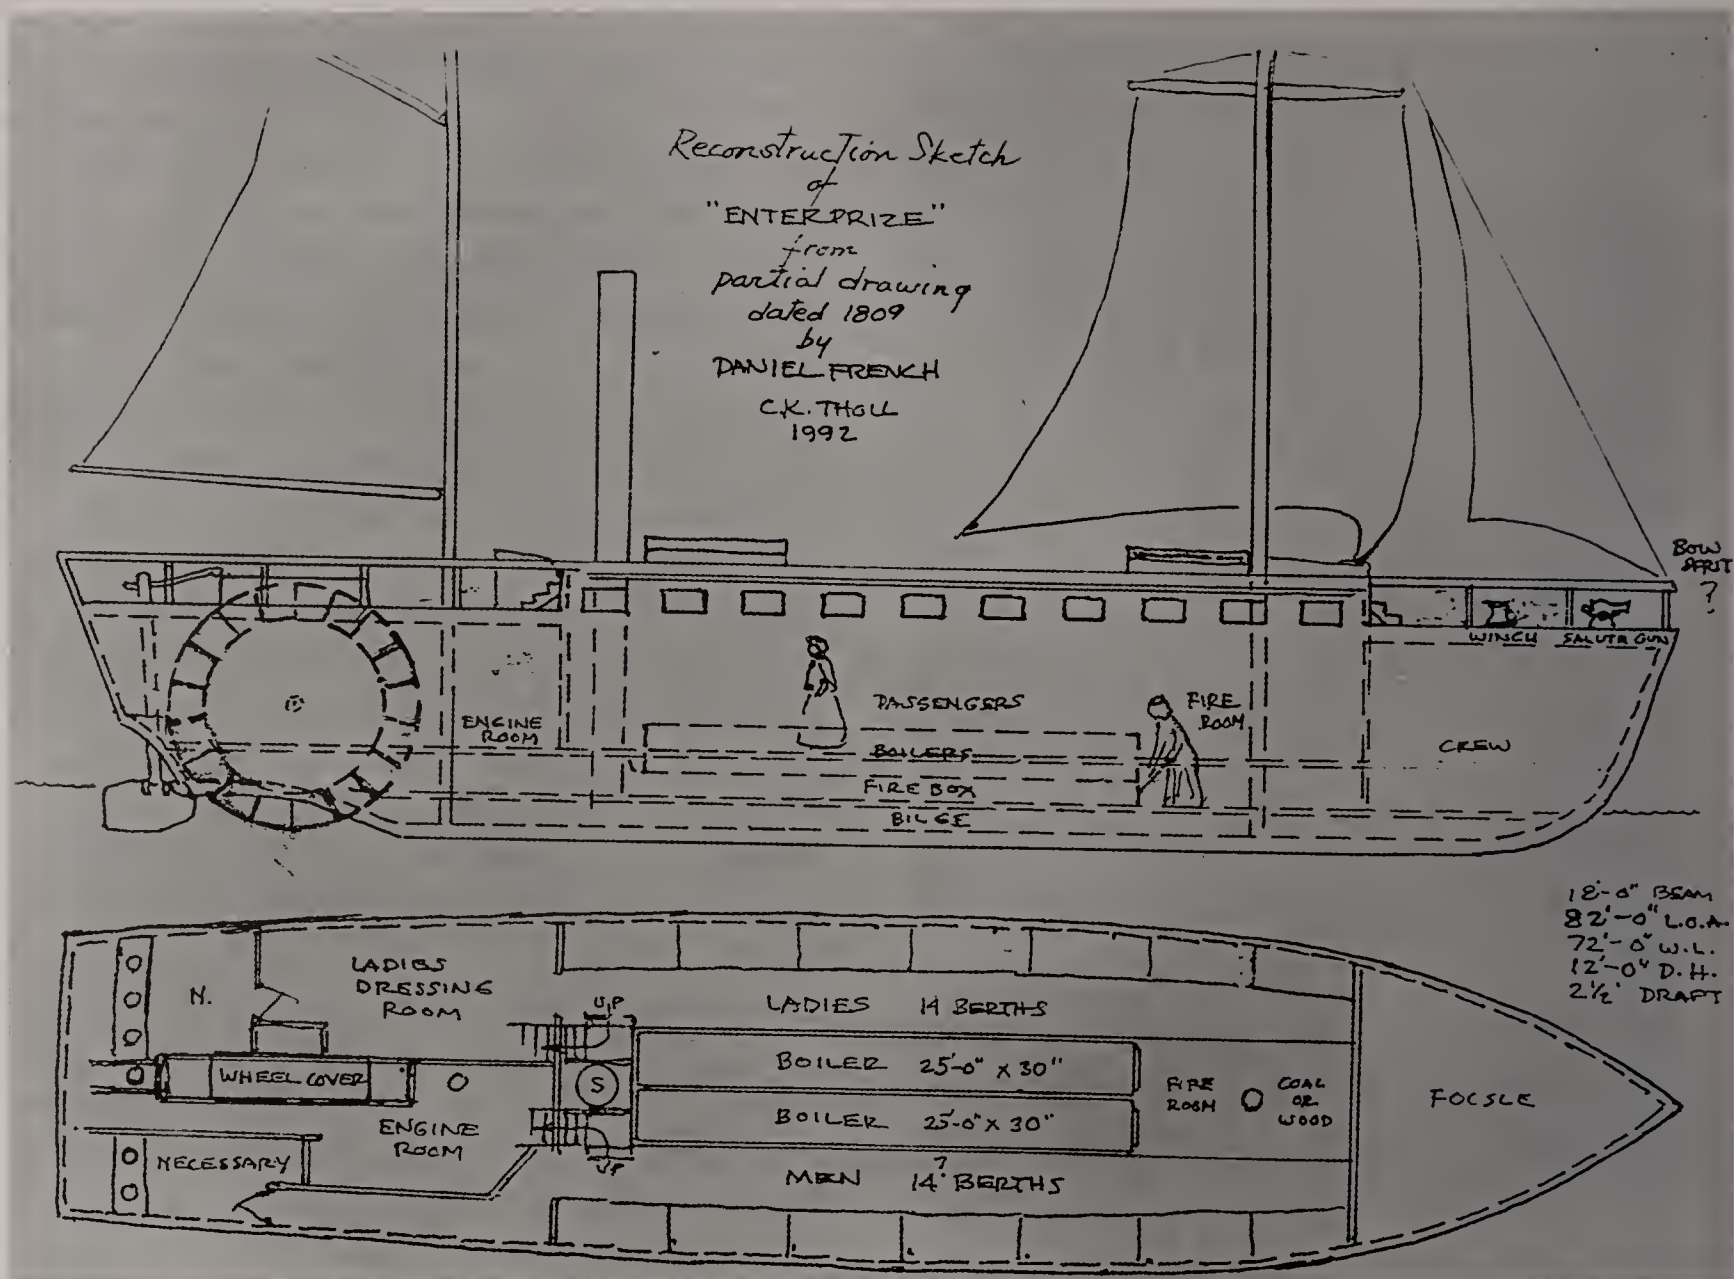 Reconstruction Sketch
of
"ENTERPRIZE"
from
partial drawing
dated 1809
by
DANIEL FRENCH
C.K. THOLL
1992
BOW
SPRIT
?
WINCH
SALUTE GUN
PASSENGERS
FIRE
ROOM
ENGINE
ROOM
BOILERS
CREW
FIRE BOX
BILGE
18'-0" BEAM
82'-0" L.O.A.
72'-0" W.L.
12'-0" D.H.
2½' DRAFT
LADIES
DRESSING
ROOM
N.
UP
LADIES 14 BERTHS
WHEEL COVER
S
BOILER 25'-0" X 30"
BOILER 25'-0" X 30"
FIRE
ROOM
COAL
OR
WOOD
FOCSLE
ENGINE
ROOM
NECESSARY
UP
MEN 14? BERTHS